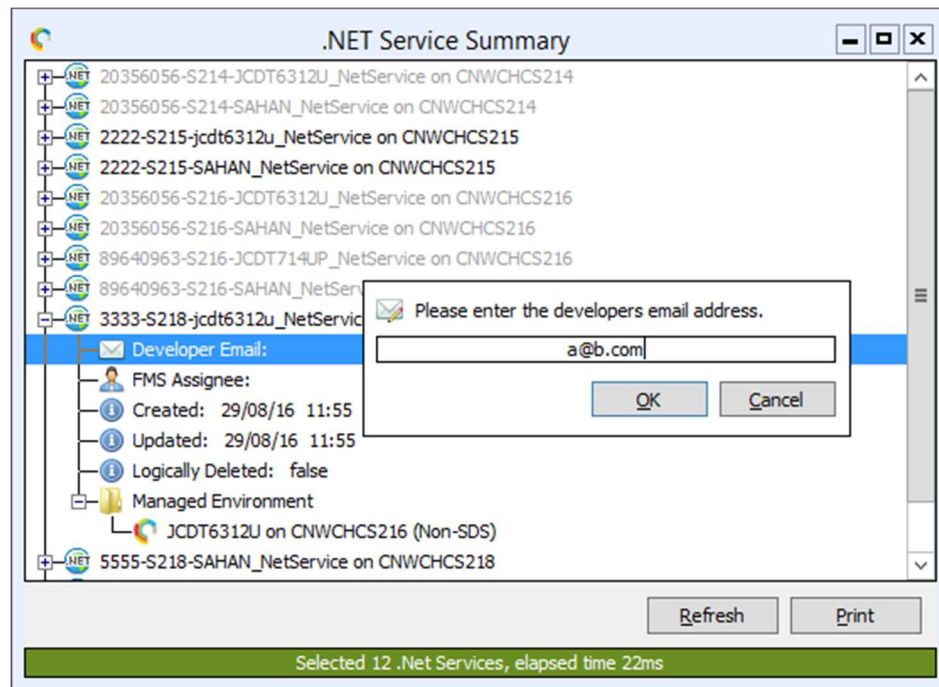 .NET Service Summary
20356056-S214-JCDT6312U_NetService on CNWCHCS214
20356056-S214-SAHAN_NetService on CNWCHCS214
2222-S215-jcdt6312u_NetService on CNWCHCS215
2222-S215-SAHAN_NetService on CNWCHCS215
20356056-S216-JCDT6312U_NetService on CNWCHCS216
20356056-S216-SAHAN_NetService on CNWCHCS216
89640963-S216-JCDT714UP_NetService on CNWCHCS216
89640963-S216-SAHAN_NetServ
3333-S218-jcdt6312u_NetServic
Please enter the developers email address.
a@b.com
OK Cancel
Developer Email:
FMS Assignee:
Created: 29/08/16 11:55
Updated: 29/08/16 11:55
Logically Deleted: false
Managed Environment
JCDT6312U on CNWCHCS216 (Non-SDS)
5555-S218-SAHAN_NetService on CNWCHCS218
Refresh Print
Selected 12 .Net Services, elapsed time 22ms